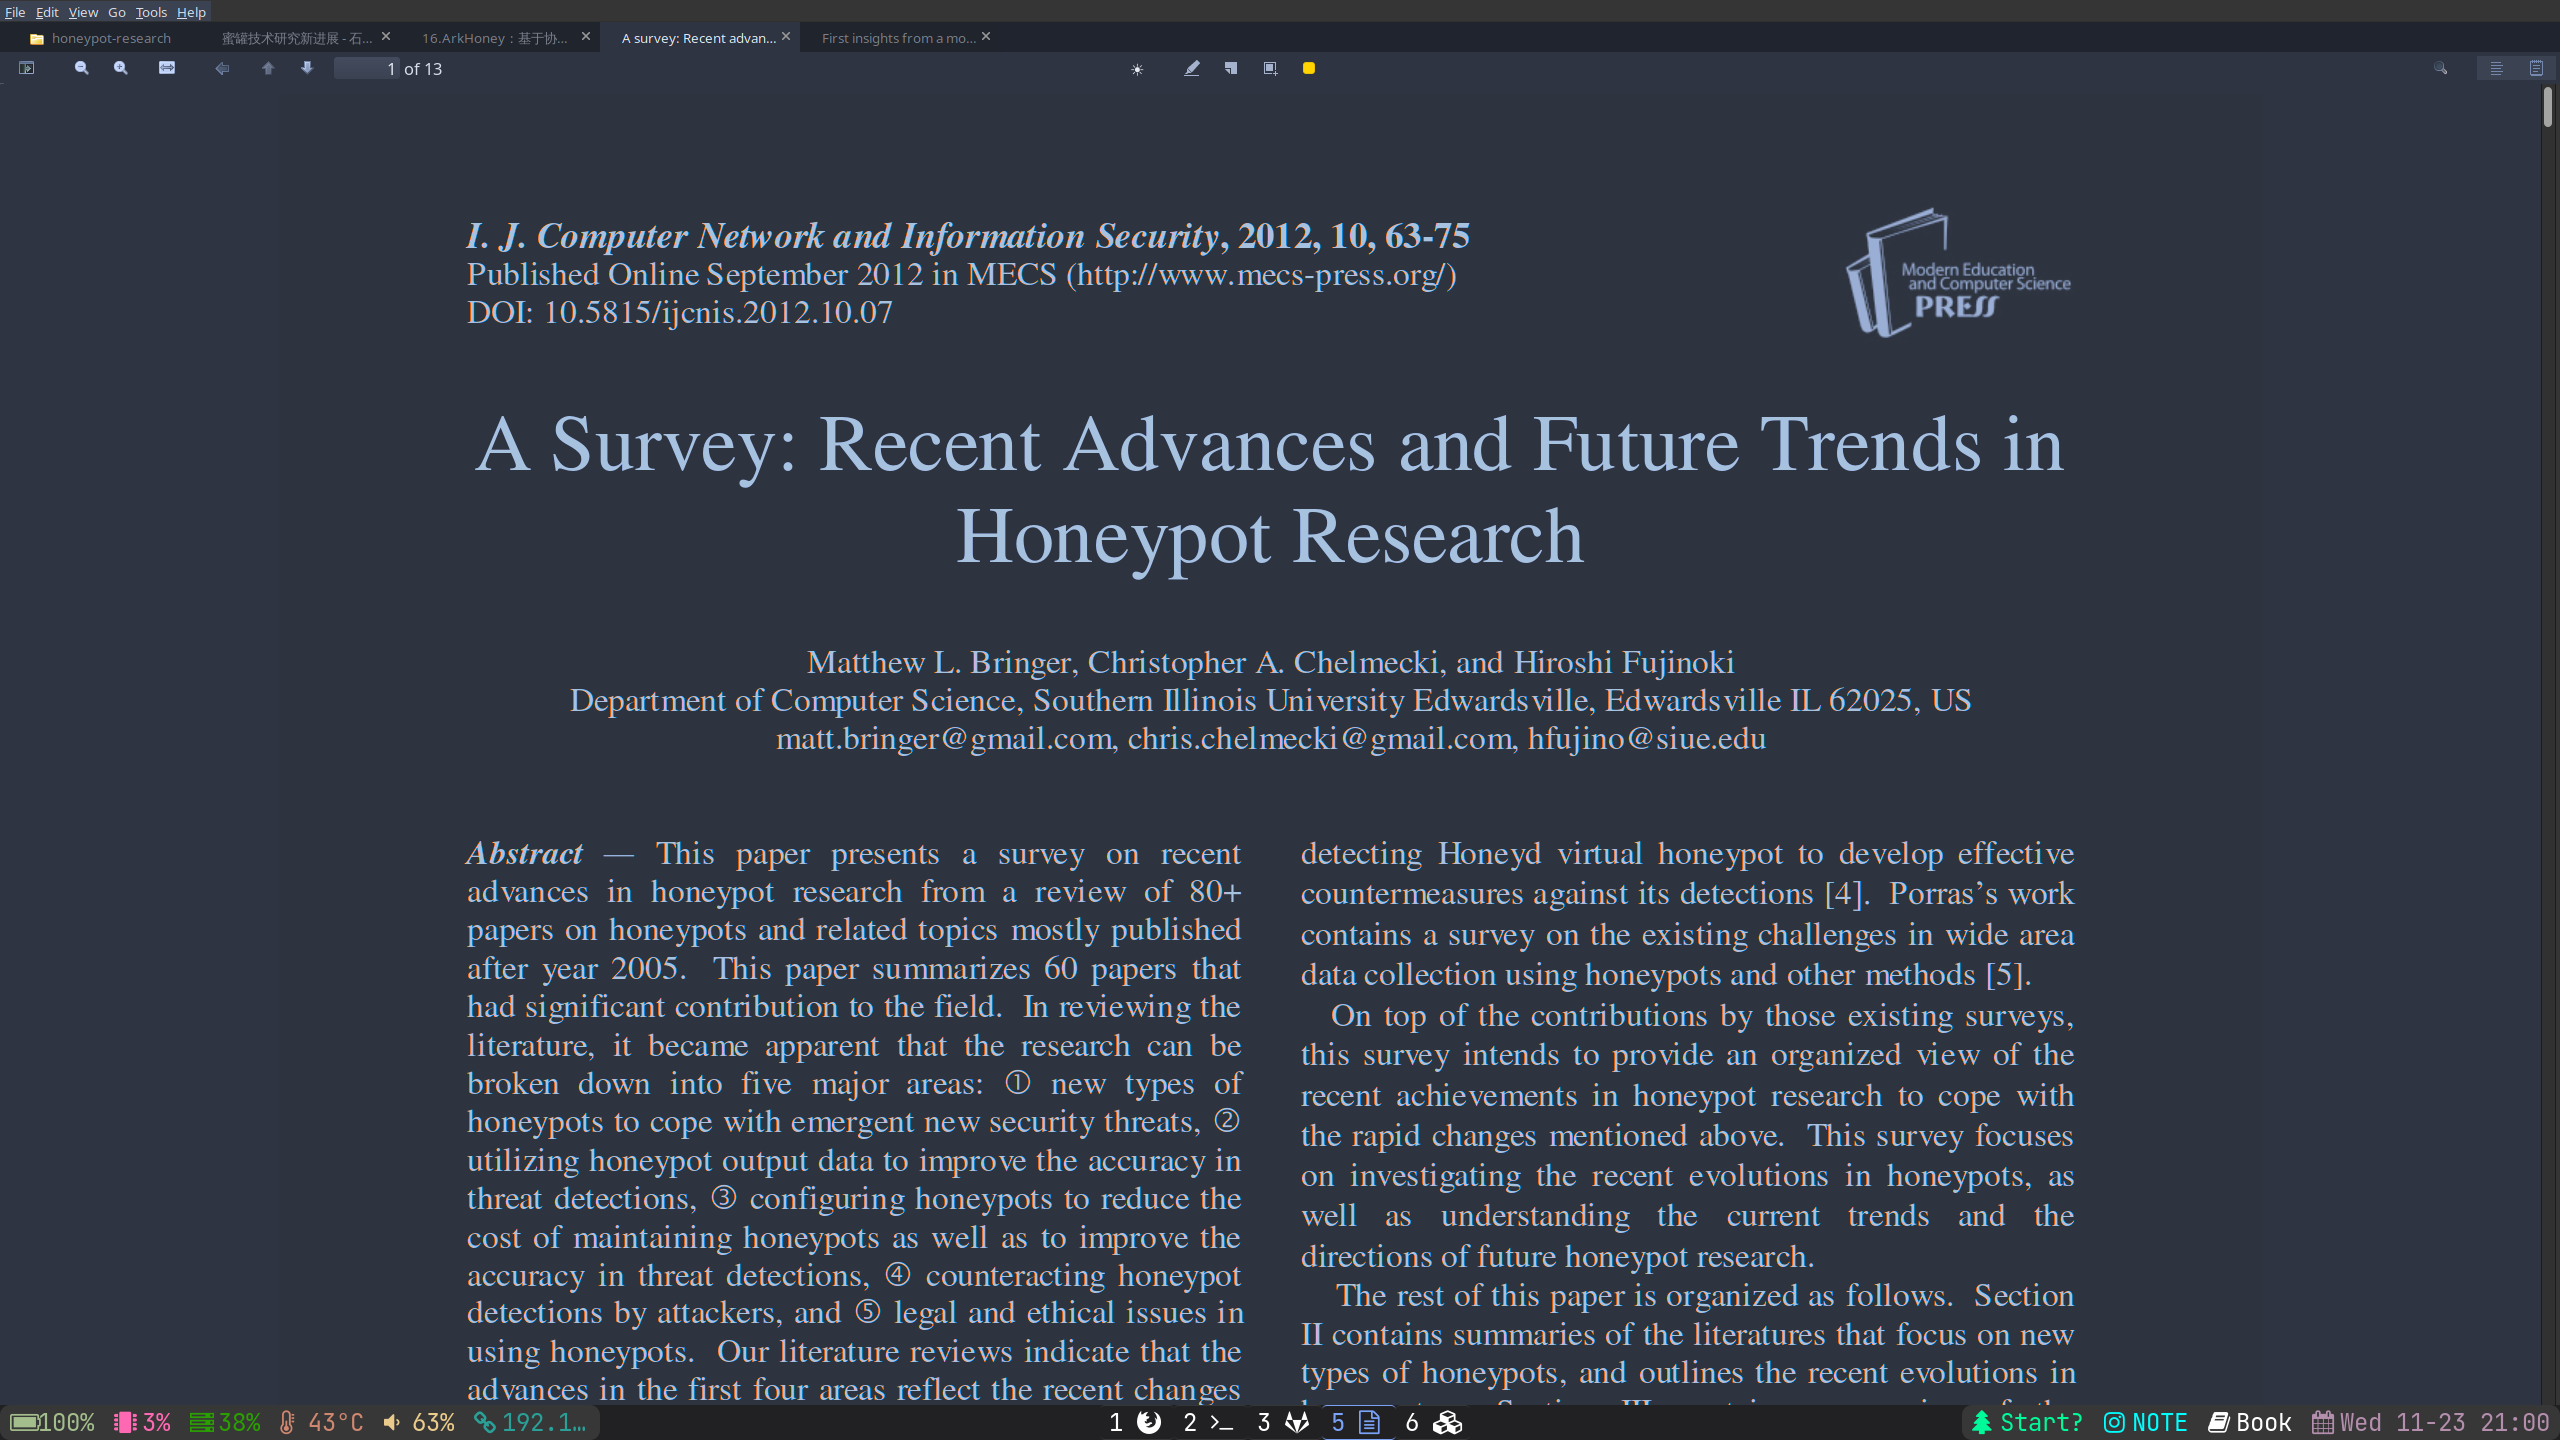 File Edit View Go Tools Help
honeypot-research 蜜罐技术研究新进展 - 石... 16.ArkHoney：基于协... A survey: Recent advan... First insights from a mo...
1 of 13
I. J. Computer Network and Information Security, 2012, 10, 63-75
Published Online September 2012 in MECS (http://www.mecs-press.org/)
DOI: 10.5815/ijcnis.2012.10.07
Modern Education
and Computer Science
PRESS
A Survey: Recent Advances and Future Trends in
Honeypot Research
Matthew L. Bringer, Christopher A. Chelmecki, and Hiroshi Fujinoki
Department of Computer Science, Southern Illinois University Edwardsville, Edwardsville IL 62025, US
matt.bringer@gmail.com, chris.chelmecki@gmail.com, hfujino@siue.edu
Abstract — This paper presents a survey on recent
advances in honeypot research from a review of 80+
papers on honeypots and related topics mostly published
after year 2005. This paper summarizes 60 papers that
had significant contribution to the field. In reviewing the
literature, it became apparent that the research can be
broken down into five major areas: ① new types of
honeypots to cope with emergent new security threats, ②
utilizing honeypot output data to improve the accuracy in
threat detections, ③ configuring honeypots to reduce the
cost of maintaining honeypots as well as to improve the
accuracy in threat detections, ④ counteracting honeypot
detections by attackers, and ⑤ legal and ethical issues in
using honeypots. Our literature reviews indicate that the
advances in the first four areas reflect the recent changes
detecting Honeyd virtual honeypot to develop effective
countermeasures against its detections [4]. Porras’s work
contains a survey on the existing challenges in wide area
data collection using honeypots and other methods [5].
On top of the contributions by those existing surveys,
this survey intends to provide an organized view of the
recent achievements in honeypot research to cope with
the rapid changes mentioned above. This survey focuses
on investigating the recent evolutions in honeypots, as
well as understanding the current trends and the
directions of future honeypot research.
The rest of this paper is organized as follows. Section
II contains summaries of the literatures that focus on new
types of honeypots, and outlines the recent evolutions in
100% 3% 38% 43°C 63% 192.1… 1 2 3 5 6 Start? NOTE Book Wed 11-23 21:00